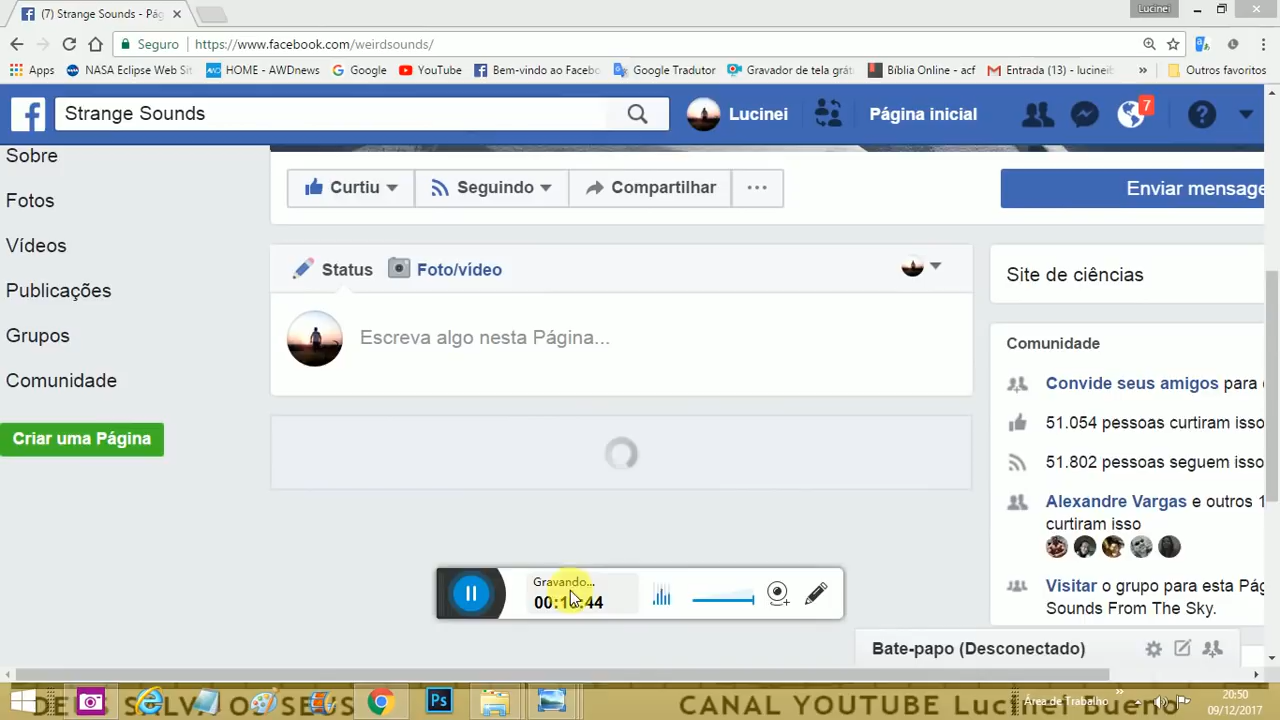 (7) Strange Sounds - Pág
Lucinei
Seguro
https://www.facebook.com/weirdsounds/
Apps
NASA Eclipse Web Sit
HOME - AWDnews
Google
YouTube
Bem-vindo ao Facebo
Google Tradutor
Gravador de tela grát
Bíblia Online - acf
Entrada (13) - lucineib
»
Outros favoritos
Strange Sounds
Lucinei
Página inicial
7
Sobre
Fotos
Vídeos
Publicações
Grupos
Comunidade
Criar uma Página
Curtiu
Seguindo
Compartilhar
Enviar mensage
Status
Foto/vídeo
Escreva algo nesta Página...
Site de ciências
Comunidade
Convide seus amigos para
51.054 pessoas curtiram isso
51.802 pessoas seguem isso
Alexandre Vargas e outros 1
curtiram isso
Visitar o grupo para esta Pág
Sounds From The Sky.
Gravando...
Bate-papo (Desconectado)
DEUS SALVA OS SEUS
CANAL YOUTUBE Lucinei Bueno
Área de Trabalho
»
20:50
09/12/2017